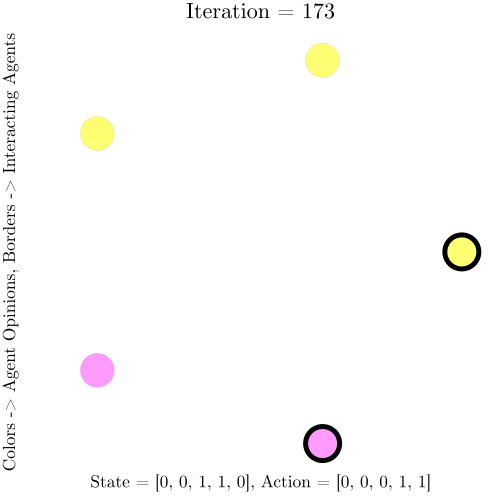 Iteration = 173
Colors -> Agent Opinions, Borders -> Interacting Agents
State = [0, 0, 1, 1, 0], Action = [0, 0, 0, 1, 1]